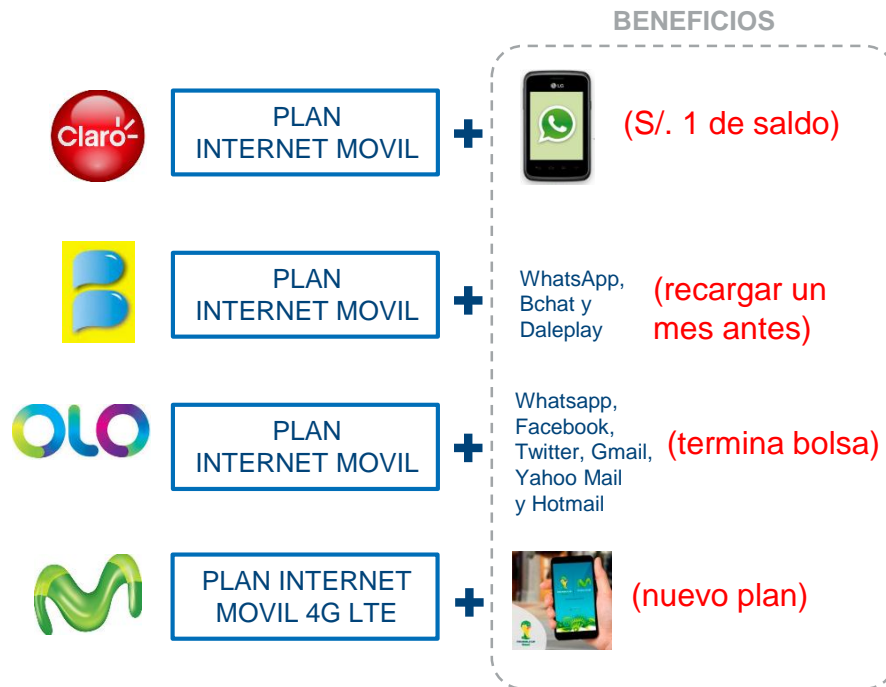 BENEFICIOS
Claro
PLAN
INTERNET MOVIL
LG
(S/. 1 de saldo)
PLAN
INTERNET MOVIL
WhatsApp,
Bchat y
Daleplay
(recargar un
mes antes)
OLO
PLAN
INTERNET MOVIL
Whatsapp,
Facebook,
Twitter, Gmail,
Yahoo Mail
y Hotmail
(termina bolsa)
PLAN INTERNET
MOVIL 4G LTE
(nuevo plan)